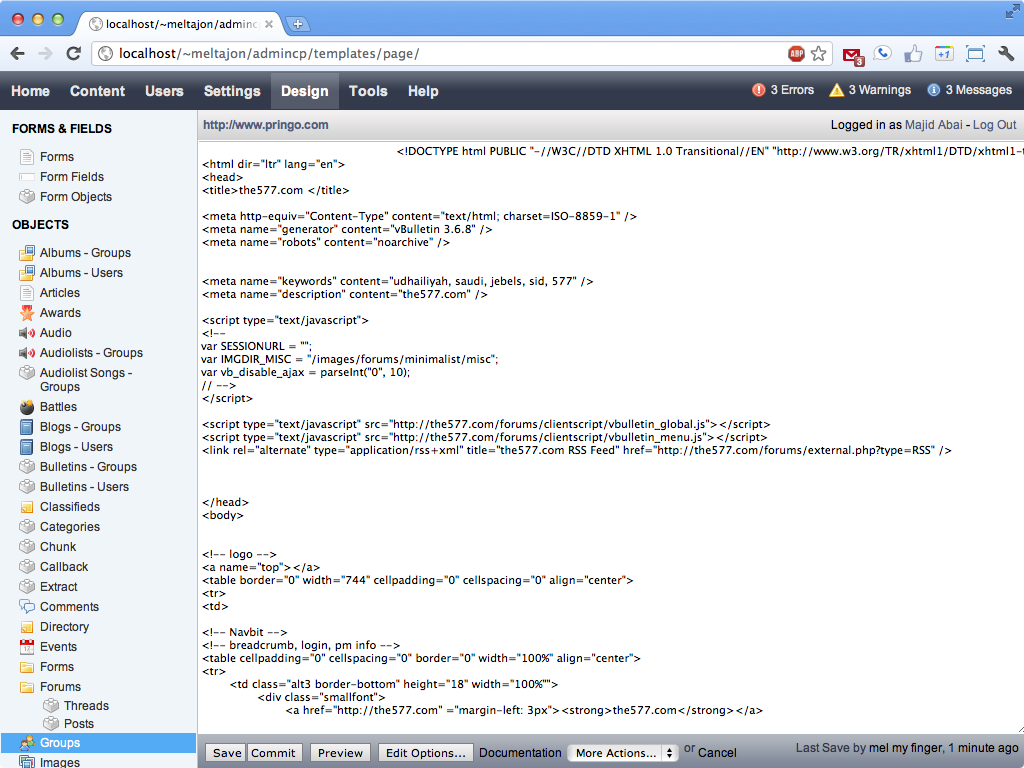 localhost/~meltajon/adminc
localhost/~meltajon/admincp/templates/page/
ABP
3
+1
Home Content Users Settings Design Tools Help
3 Errors 3 Warnings 3 Messages
FORMS & FIELDS
Forms
Form Fields
Form Objects
OBJECTS
Albums - Groups
Albums - Users
Articles
Awards
Audio
Audiolists - Groups
Audiolist Songs -
Groups
Battles
Blogs - Groups
Blogs - Users
Bulletins - Groups
Bulletins - Users
Classifieds
Categories
Chunk
Callback
Extract
Comments
Directory
Events
Forms
Forums
Threads
Posts
Groups
Images
http://www.pringo.com
Logged in as Majid Abai - Log Out
<!DOCTYPE html PUBLIC "-//W3C//DTD XHTML 1.0 Transitional//EN" "http://www.w3.org/TR/xhtml1/DTD/xhtml1-t
<html dir="ltr" lang="en">
<head>
<title>the577.com </title>
<meta http-equiv="Content-Type" content="text/html; charset=ISO-8859-1" />
<meta name="generator" content="vBulletin 3.6.8" />
<meta name="robots" content="noarchive" />
<meta name="keywords" content="udhailiyah, saudi, jebels, sid, 577" />
<meta name="description" content="the577.com" />
<script type="text/javascript">
<!--
var SESSIONURL = "";
var IMGDIR_MISC = "/images/forums/minimalist/misc";
var vb_disable_ajax = parseInt("0", 10);
// -->
</script>
<script type="text/javascript" src="http://the577.com/forums/clientscript/vbulletin_global.js"></script>
<script type="text/javascript" src="http://the577.com/forums/clientscript/vbulletin_menu.js"></script>
<link rel="alternate" type="application/rss+xml" title="the577.com RSS Feed" href="http://the577.com/forums/external.php?type=RSS" />
</head>
<body>
<!-- logo -->
<a name="top"></a>
<table border="0" width="744" cellpadding="0" cellspacing="0" align="center">
<tr>
<td>
<!-- Navbit -->
<!-- breadcrumb, login, pm info -->
<table cellpadding="0" cellspacing="0" border="0" width="100%" align="center">
<tr>
<td class="alt3 border-bottom" height="18" width="100%"">
<div class="smallfont">
<a href="http://the577.com" ="margin-left: 3px"><strong>the577.com</strong></a>
Save Commit Preview Edit Options... Documentation More Actions... or Cancel
Last Save by mel my finger, 1 minute ago